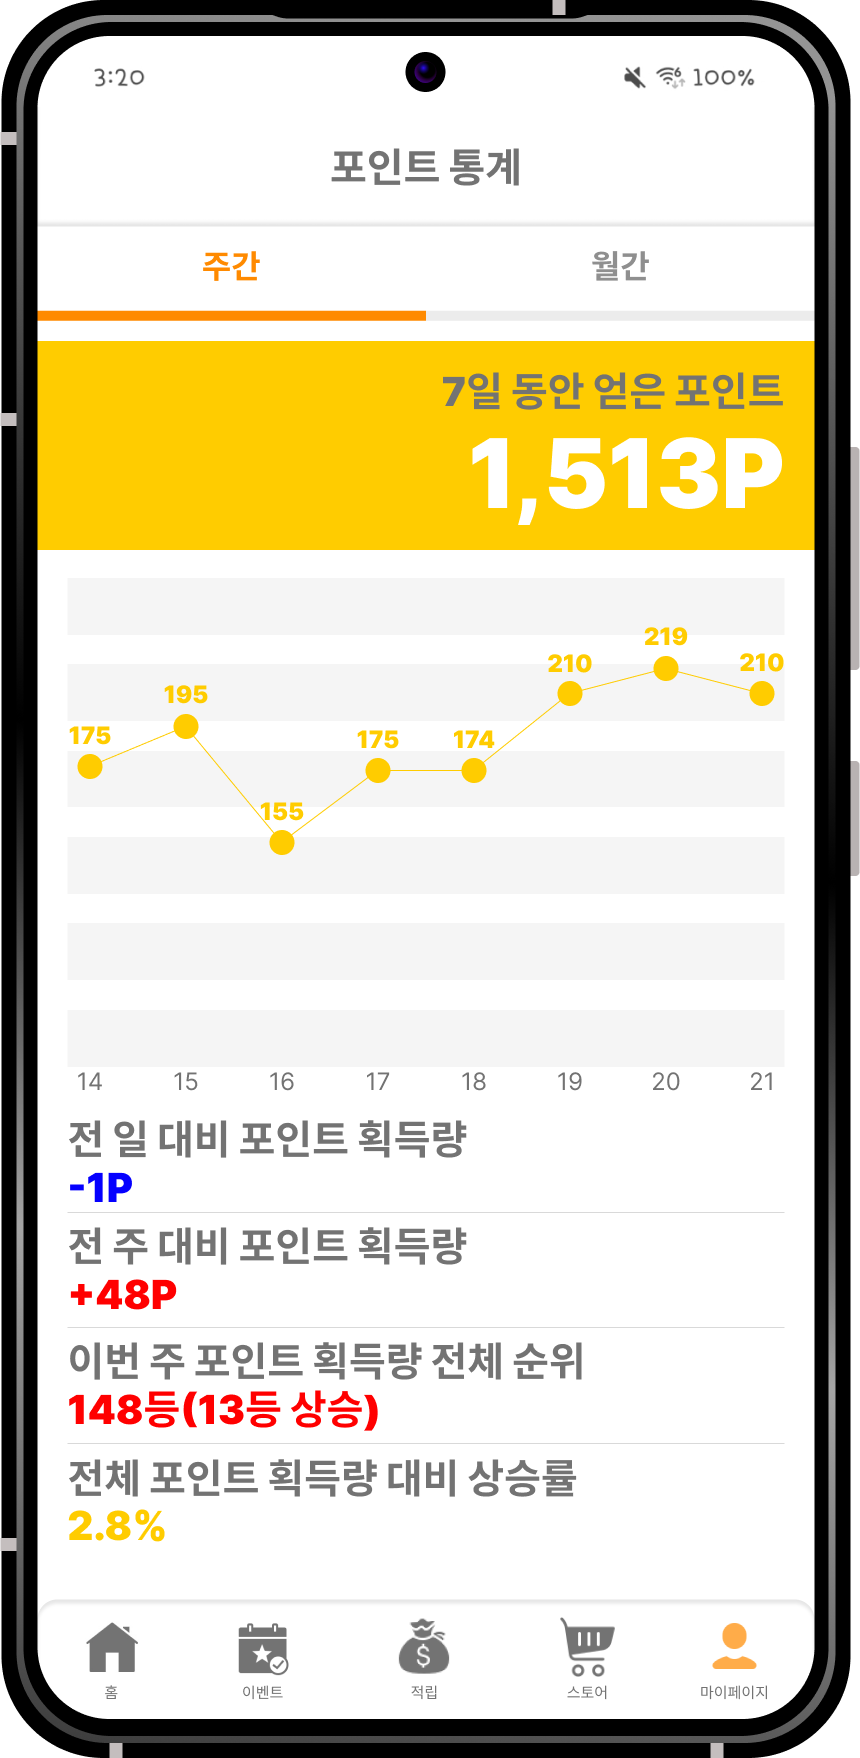 3:20
100%
포인트 통계
주간
월간
7일 동안 얻은 포인트
1,513P
175
195
155
175
174
210
219
210
14
15
16
17
18
19
20
21
전 일 대비 포인트 획득량
-1P
전 주 대비 포인트 획득량
+48P
이번 주 포인트 획득량 전체 순위
148등(13등 상승)
전체 포인트 획득량 대비 상승률
2.8%
홈
이벤트
적립
스토어
마이페이지